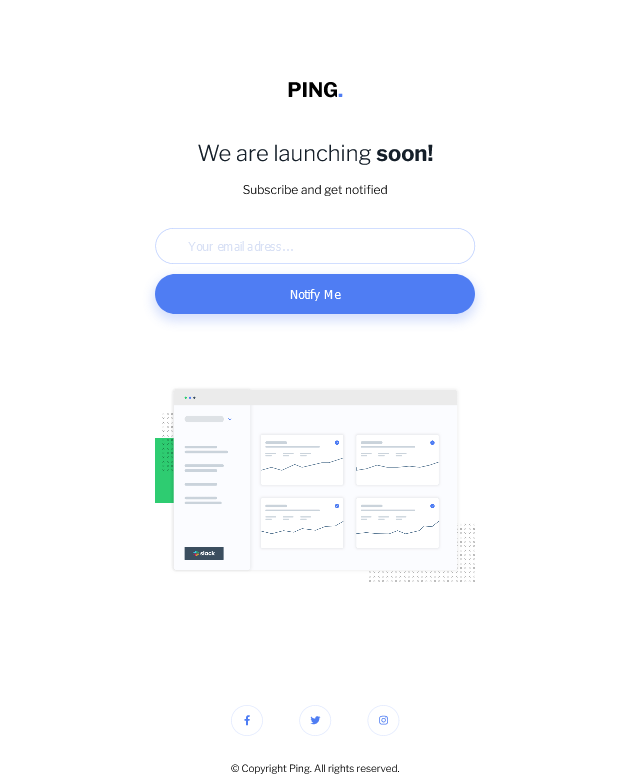 PING.
We are launching soon!
Subscribe and get notified
Your email adress...
Notify Me
slack
© Copyright Ping. All rights reserved.